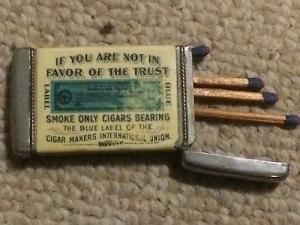 IF YOU ARE NOT IN
FAVOR OF THE TRUST
LABEL
BLUE
SMOKE ONLY CIGARS BEARING
THE BLUE LABEL OF THE
CIGAR MAKERS INTERNATIONAL UNION.